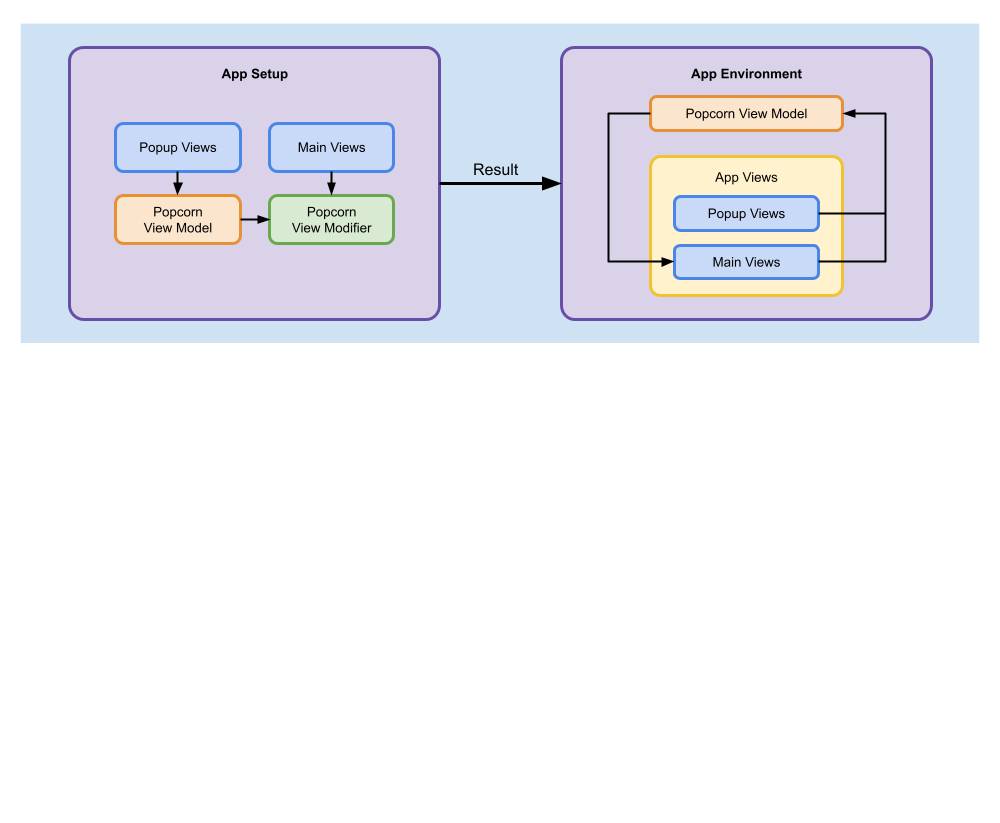 App Setup
Popup Views
Main Views
Popcorn
View Model
Popcorn
View Modifier
Result
App Environment
Popcorn View Model
App Views
Popup Views
Main Views